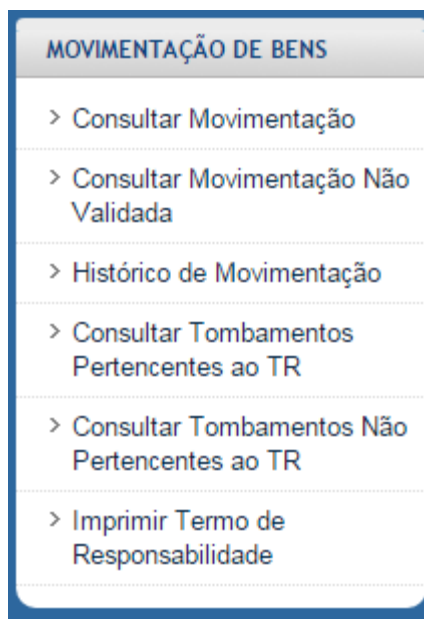 MOVIMENTAÇÃO DE BENS
> Consultar Movimentação
> Consultar Movimentação Não
Validada
> Histórico de Movimentação
> Consultar Tombamentos
Pertencentes ao TR
> Consultar Tombamentos Não
Pertencentes ao TR
> Imprimir Termo de
Responsabilidade